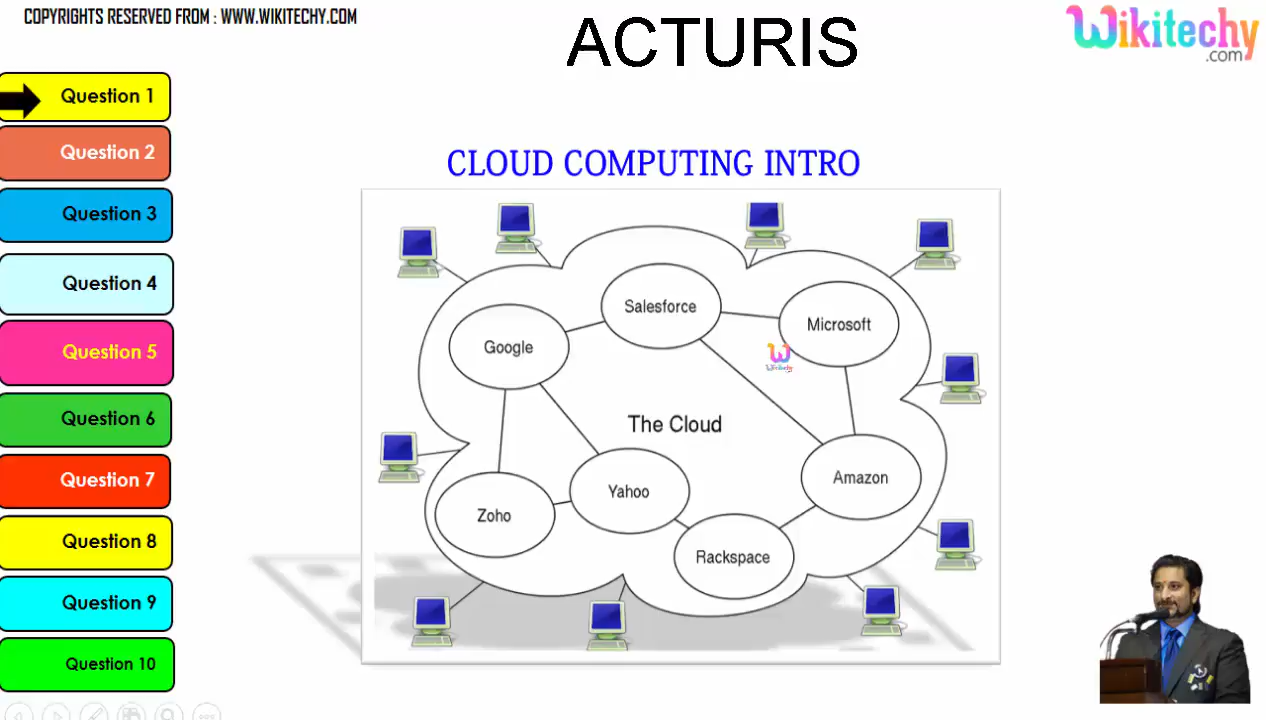 COPYRIGHTS RESERVED FROM : WWW.WIKITECHY.COM
ACTURIS
Wikitechy
.com
Question 1
Question 2
Question 3
Question 4
Question 5
Question 6
Question 7
Question 8
Question 9
Question 10
CLOUD COMPUTING INTRO
Salesforce
Microsoft
Google
W
Wikitechy
The Cloud
Amazon
Yahoo
Zoho
Rackspace